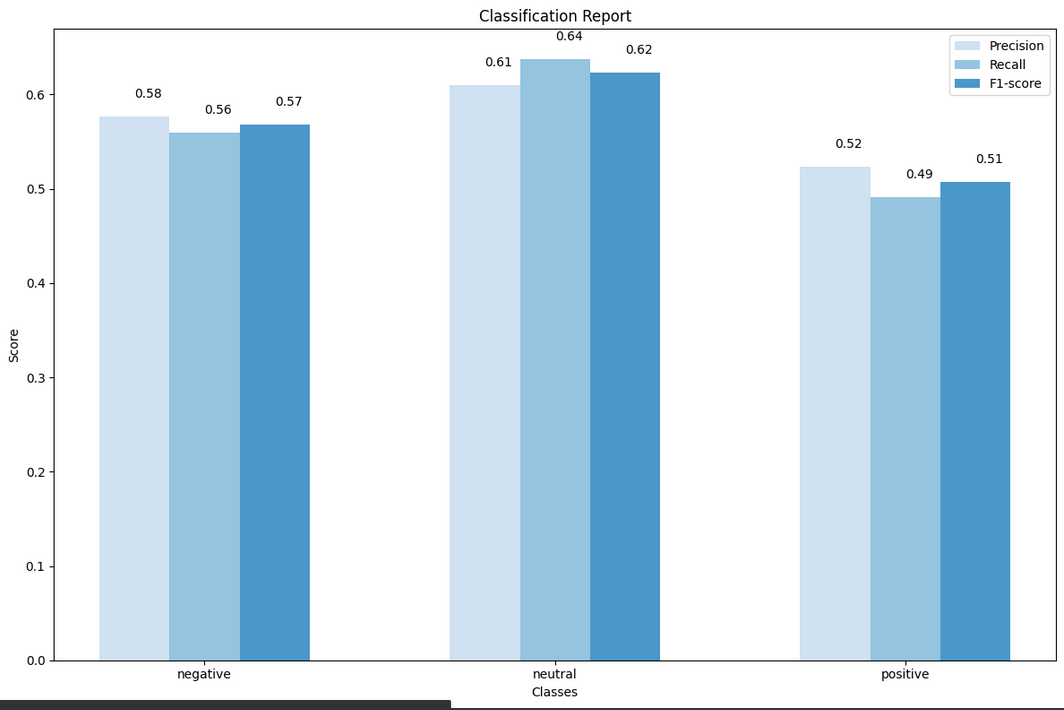 Classification Report
Precision
Recall
F1-score
0.58
0.56
0.57
0.61
0.64
0.62
0.52
0.49
0.51
Score
0.6
0.5
0.4
0.3
0.2
0.1
0.0
negative
neutral
positive
Classes